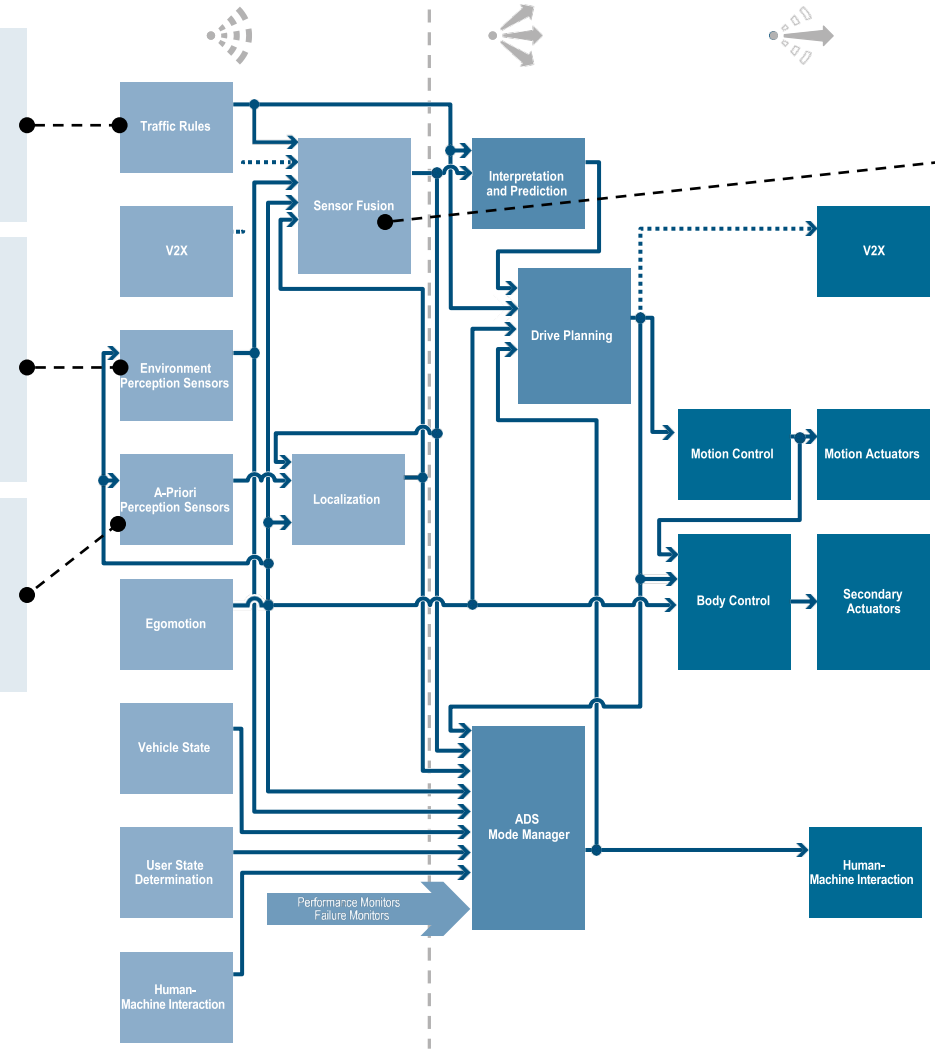 Traffic Rules
V2X
Environment
Perception Sensors
A-Priori
Perception Sensors
Egomotion
Vehicle State
User State
Determination
Human-
Machine Interaction
Sensor Fusion
Localization
Performance Monitors
Failure Monitors
Interpretation
and Prediction
Drive Planning
ADS
Mode Manager
V2X
Motion Control
Motion Actuators
Body Control
Secondary
Actuators
Human-
Machine Interaction